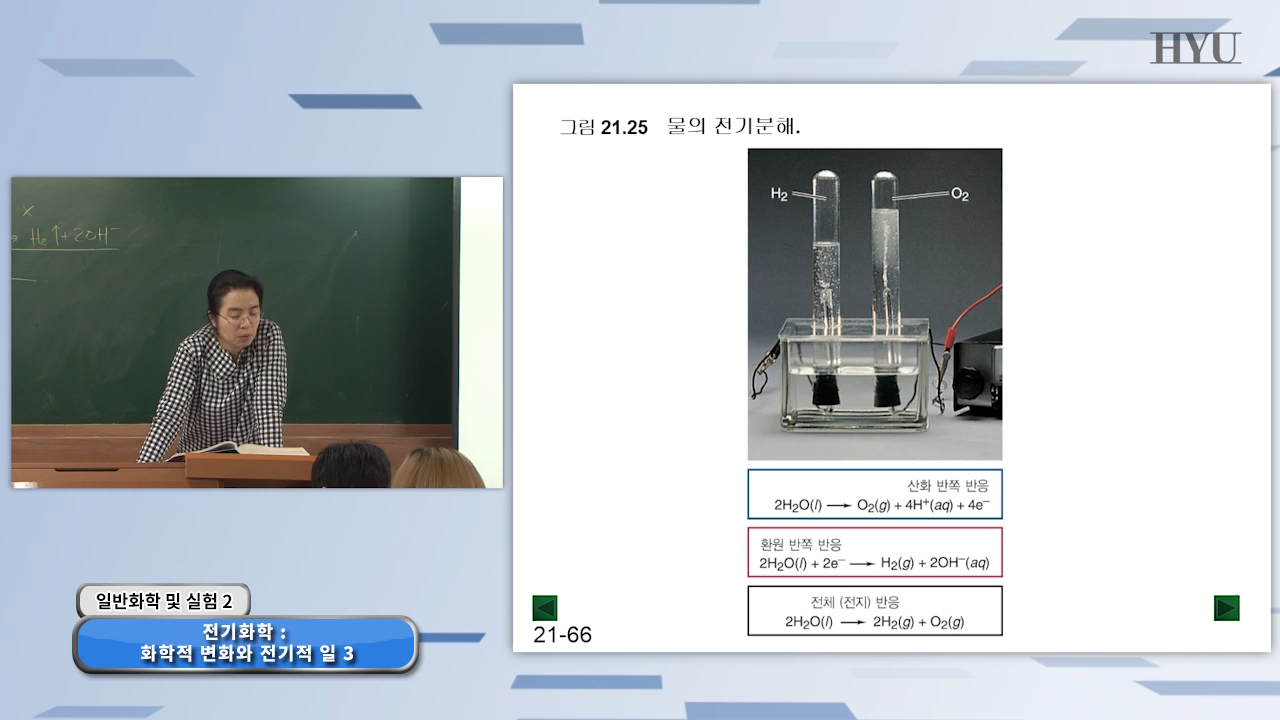 HYU
그림 21.25 물의 전기분해.
H₂
O₂
x
H₂ ↑+2OH⁻
산화 반쪽 반응
2H₂O(l) → O₂(g) + 4H⁺(aq) + 4e⁻
환원 반쪽 반응
2H₂O(l) + 2e⁻ → H₂(g) + 2OH⁻(aq)
전체 (전지) 반응
2H₂O(l) → 2H₂(g) + O₂(g)
21-66
일반화학 및 실험 2
전기화학 :
화학적 변화와 전기적 일 3